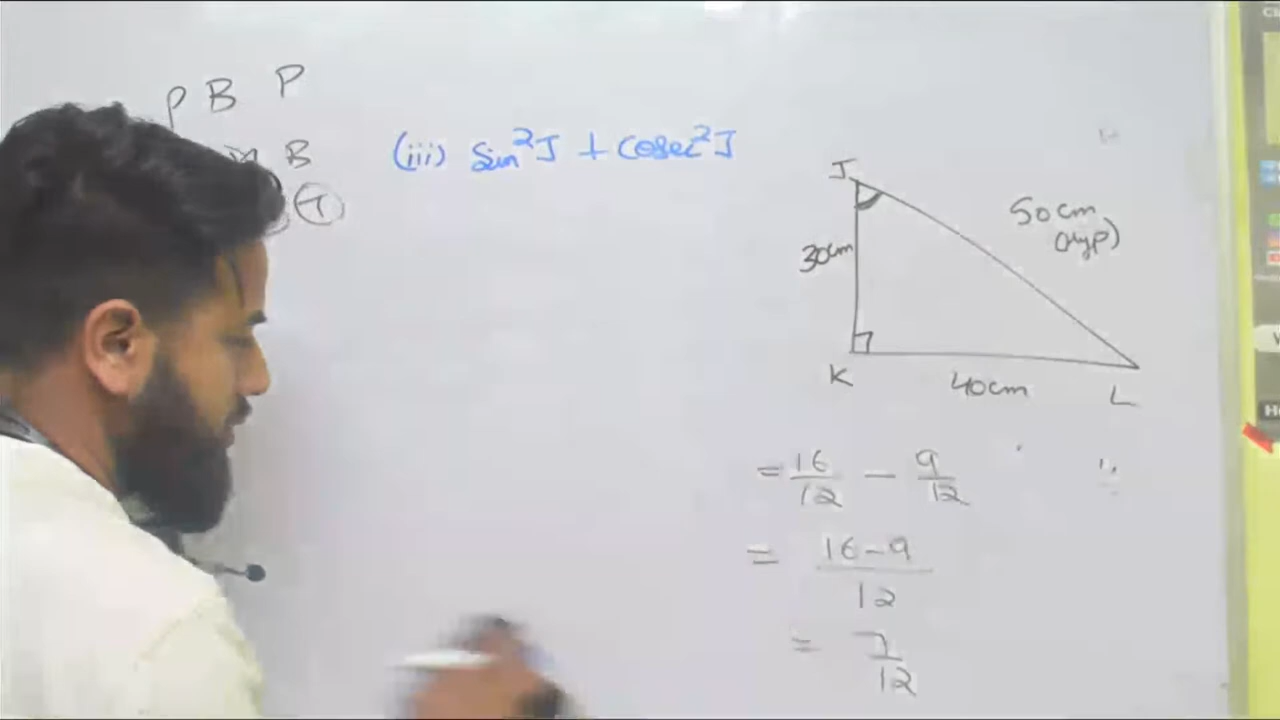 P B P
B
T
(iii) Sin²J + Cosec²J
J
30cm
50cm
(Hyp)
K
40cm
L
= 16/12 - 9/12
= 16-9/12
= 7/12